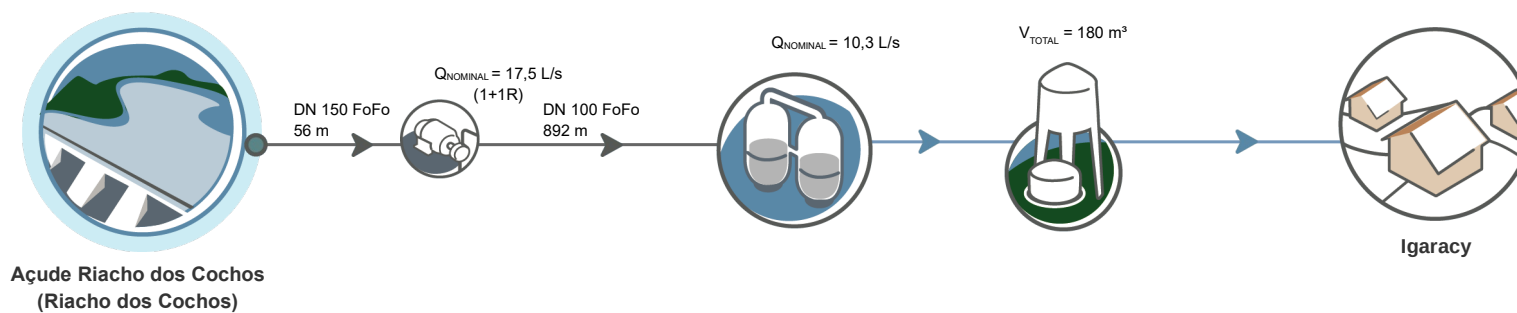 V_TOTAL = 180 m³
Q_NOMINAL = 10,3 L/s
Q_NOMINAL = 17,5 L/s
(1+1R)
DN 150 FoFo
56 m
DN 100 FoFo
892 m
Igaracy
Açude Riacho dos Cochos
(Riacho dos Cochos)